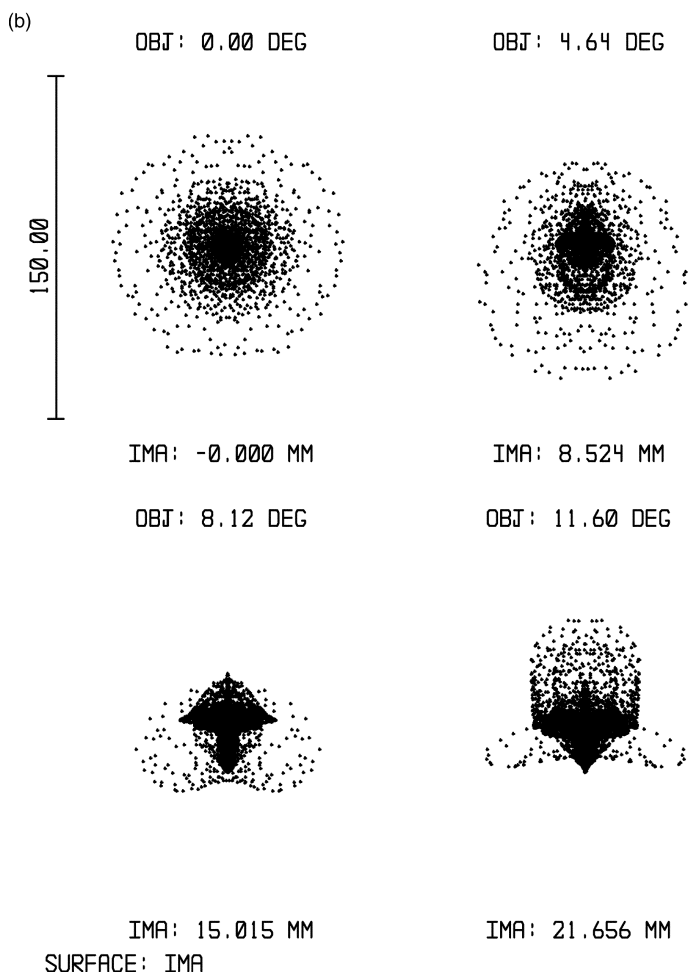 (b)
OBJ: 0.00 DEG
OBJ: 4.64 DEG
150.00
IMA: -0.000 MM
IMA: 8.524 MM
OBJ: 8.12 DEG
OBJ: 11.60 DEG
IMA: 15.015 MM
IMA: 21.656 MM
SURFACE: IMA